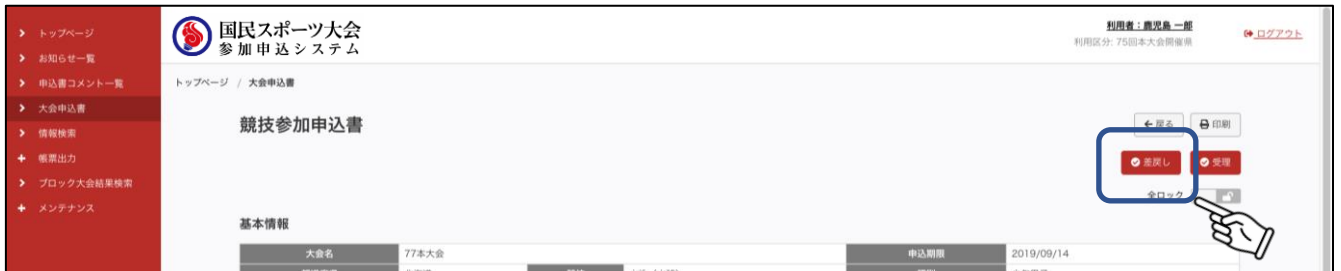 トップページ
お知らせ一覧
申込書コメント一覧
大会申込書
情報検索
帳票出力
ブロック大会結果検索
メンテナンス
国民スポーツ大会
参加申込システム
利用者：鹿児島 一郎
利用区分: 75回本大会開催県
ログアウト
トップページ / 大会申込書
競技参加申込書
戻る 印刷
差戻し 受理
全ロック
基本情報
大会名 77本大会 申込期限 2019/09/14